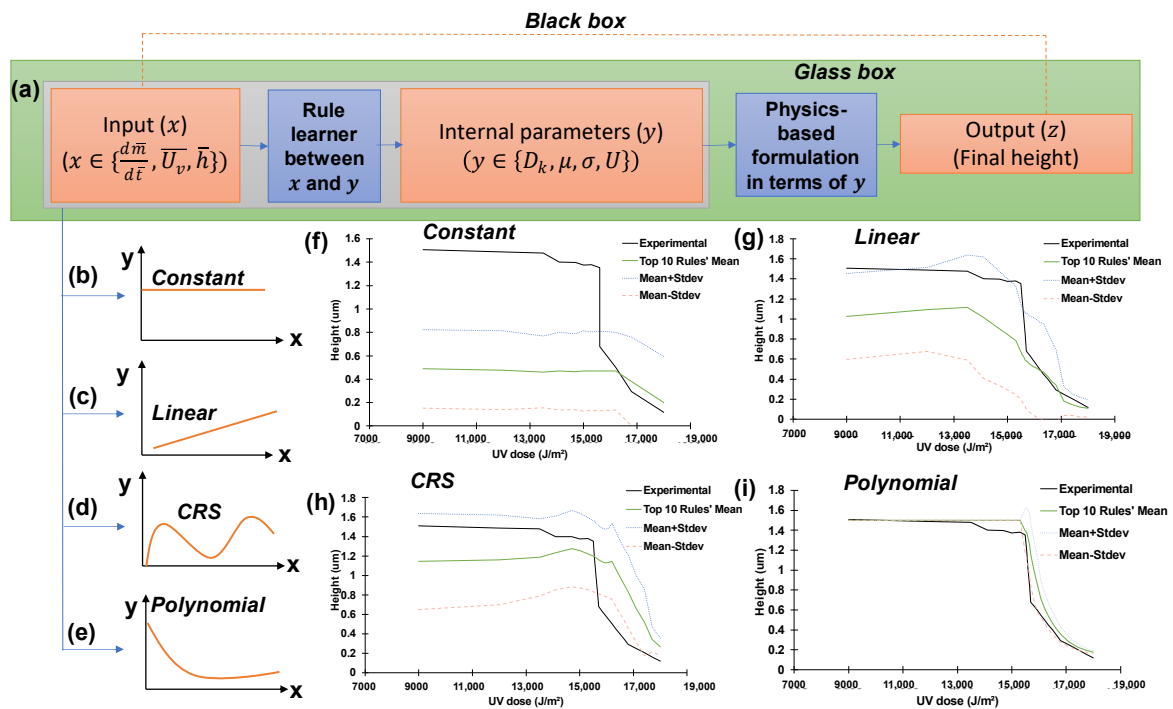 Black box
Glass box
(a)
Input (x)
(x ∈ {dm̄/dt̄, U̅ᵥ, h̄})
Rule
learner
between
x and y
Internal parameters (y)
(y ∈ {Dₖ, μ, σ, U})
Physics-
based
formulation
in terms of y
Output (z)
(Final height)
(b)
y
Constant
x
(c)
y
Linear
x
(d)
y
CRS
x
(e)
y
Polynomial
x
(f)
Constant
Experimental
Top 10 Rules' Mean
Mean+Stdev
Mean-Stdev
Height (um)
1.6
1.4
1.2
1
0.8
0.6
0.4
0.2
0
7000 9000 11,000 13,000 15,000 17,000 19,000
UV dose (J/m²)
(g)
Linear
Experimental
Top 10 Rules' Mean
Mean+Stdev
Mean-Stdev
Height (um)
1.8
1.6
1.4
1.2
1
0.8
0.6
0.4
0.2
0
7000 9000 11,000 13,000 15,000 17,000 19,000
UV dose (J/m²)
(h)
CRS
Experimental
Top 10 Rules' Mean
Mean+Stdev
Mean-Stdev
Height (um)
1.8
1.6
1.4
1.2
1
0.8
0.6
0.4
0.2
0
7000 9000 11,000 13,000 15,000 17,000 19,000
UV dose (J/m²)
(i)
Polynomial
Experimental
Top 10 Rules' Mean
Mean+Stdev
Mean-Stdev
Height (um)
1.8
1.6
1.4
1.2
1
0.8
0.6
0.4
0.2
0
7000 9000 11,000 13,000 15,000 17,000 19,000
UV dose (J/m²)